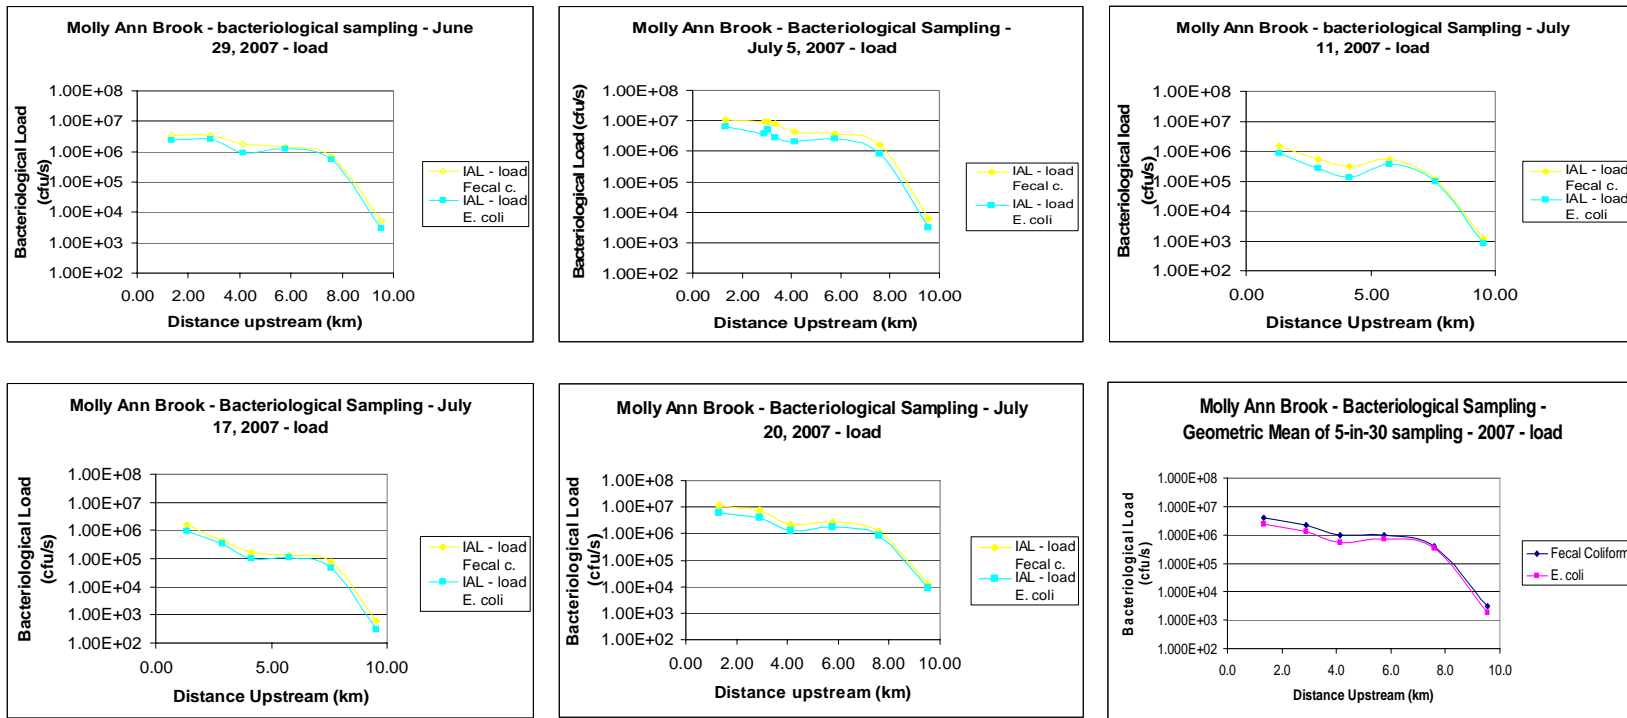 Molly Ann Brook - bacteriological sampling - June
29, 2007 - load
Bacteriological Load
(cfu/s)
1.00E+08
1.00E+07
1.00E+06
1.00E+05
1.00E+04
1.00E+03
1.00E+02
0.00 2.00 4.00 6.00 8.00 10.00
Distance upstream (km)
IAL - load
Fecal c.
IAL - load
E. coli
Molly Ann Brook - Bacteriological Sampling -
July 5, 2007 - load
Bacteriological Load (cfu/s)
1.00E+08
1.00E+07
1.00E+06
1.00E+05
1.00E+04
1.00E+03
1.00E+02
0.00 2.00 4.00 6.00 8.00 10.00
Distance Upstream (km)
IAL - load
Fecal c.
IAL - load
E. coli
Molly Ann Brook - bacteriological Sampling - July
11, 2007 - load
Bacteriological load
(cfu/s)
1.00E+08
1.00E+07
1.00E+06
1.00E+05
1.00E+04
1.00E+03
1.00E+02
0.00 5.00 10.00
Distance Upstream (km)
IAL - load
Fecal c.
IAL - load
E. coli
Molly Ann Brook - Bacteriological Sampling - July
17, 2007 - load
Bacteriological Load
(cfu/s)
1.00E+08
1.00E+07
1.00E+06
1.00E+05
1.00E+04
1.00E+03
1.00E+02
0.00 5.00 10.00
Distance Upstream (km)
IAL - load
Fecal c.
IAL - load
E. coli
Molly Ann Brook - Bacteriological Sampling - July
20, 2007 - load
Bacteriological Load
(cfu/s)
1.00E+08
1.00E+07
1.00E+06
1.00E+05
1.00E+04
1.00E+03
1.00E+02
0.00 2.00 4.00 6.00 8.00 10.00
Distance upstream (km)
IAL - load
Fecal c.
IAL - load
E. coli
Molly Ann Brook - Bacteriological Sampling -
Geometric Mean of 5-in-30 sampling - 2007 - load
Bacteriological Load
(cfu/s)
1.000E+08
1.000E+07
1.000E+06
1.000E+05
1.000E+04
1.000E+03
1.000E+02
0.0 2.0 4.0 6.0 8.0 10.0
Distance Upstream (km)
Fecal Coliform
E. coli